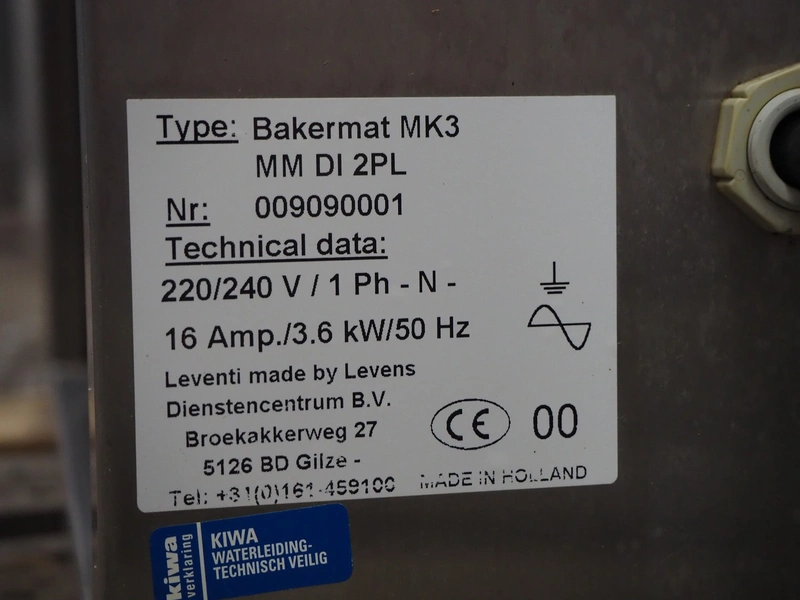 Type: Bakermat MK3
MM DI 2PL
Nr: 009090001
Technical data:
220/240 V / 1 Ph - N -
16 Amp./3.6 kW/50 Hz
Leventi made by Levens
Dienstencentrum B.V.
Broekakkerweg 27
5126 BD Gilze -
Tel: +31(0)161-459100
CE 00
MADE IN HOLLAND
kiwa
verklaring
KIWA
WATERLEIDING-
TECHNISCH VEILIG